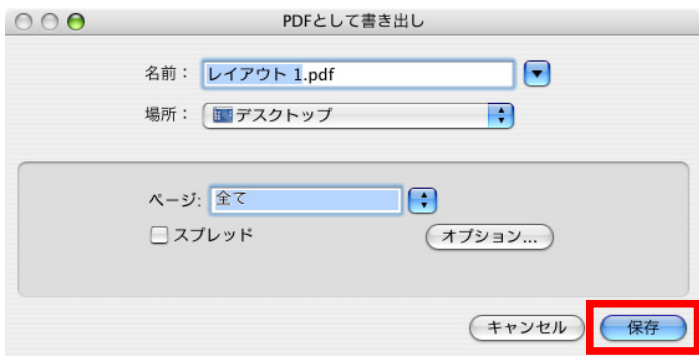 PDFとして書き出し
名前： レイアウト 1.pdf
場所： デスクトップ
ページ: 全て
スプレッド オプション...
キャンセル 保存